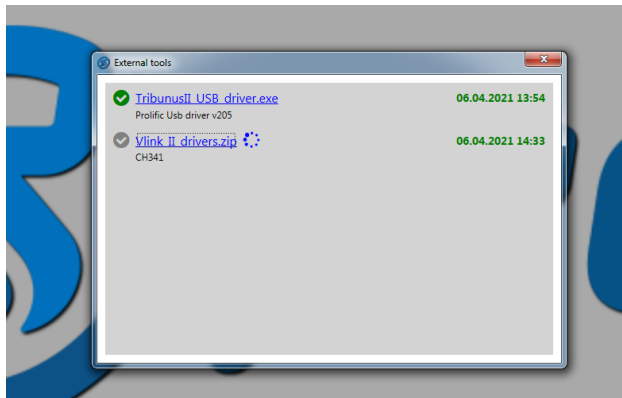 External tools
TribunusII_USB_driver.exe 06.04.2021 13:54
Prolific Usb driver v205
Vlink_II_drivers.zip 06.04.2021 14:33
CH341